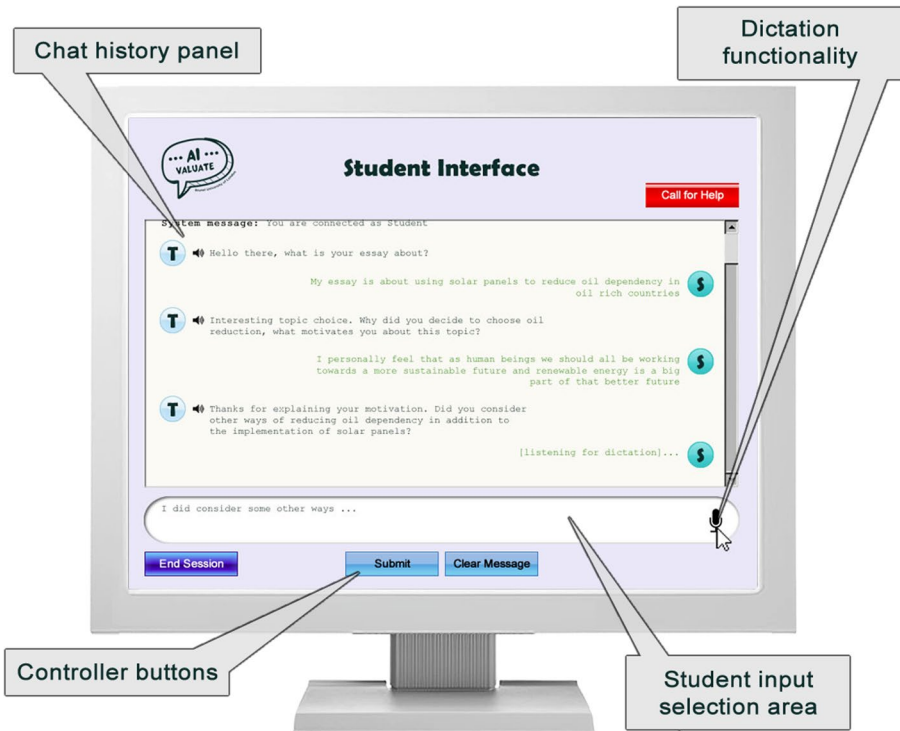 Chat history panel
Dictation
functionality
... AI ...
VALUATE
Student Interface
Call for Help
System message: You are connected as Student
T
Hello there, what is your essay about?
My essay is about using solar panels to reduce oil dependency in
oil rich countries
S
T
Interesting topic choice. Why did you decide to choose oil
reduction, what motivates you about this topic?
I personally feel that as human beings we should all be working
towards a more sustainable future and renewable energy is a big
part of that better future
S
T
Thanks for explaining your motivation. Did you consider
other ways of reducing oil dependency in addition to
the implementation of solar panels?
[listening for dictation]...
S
I did consider some other ways ...
End Session
Submit
Clear Message
Controller buttons
Student input
selection area